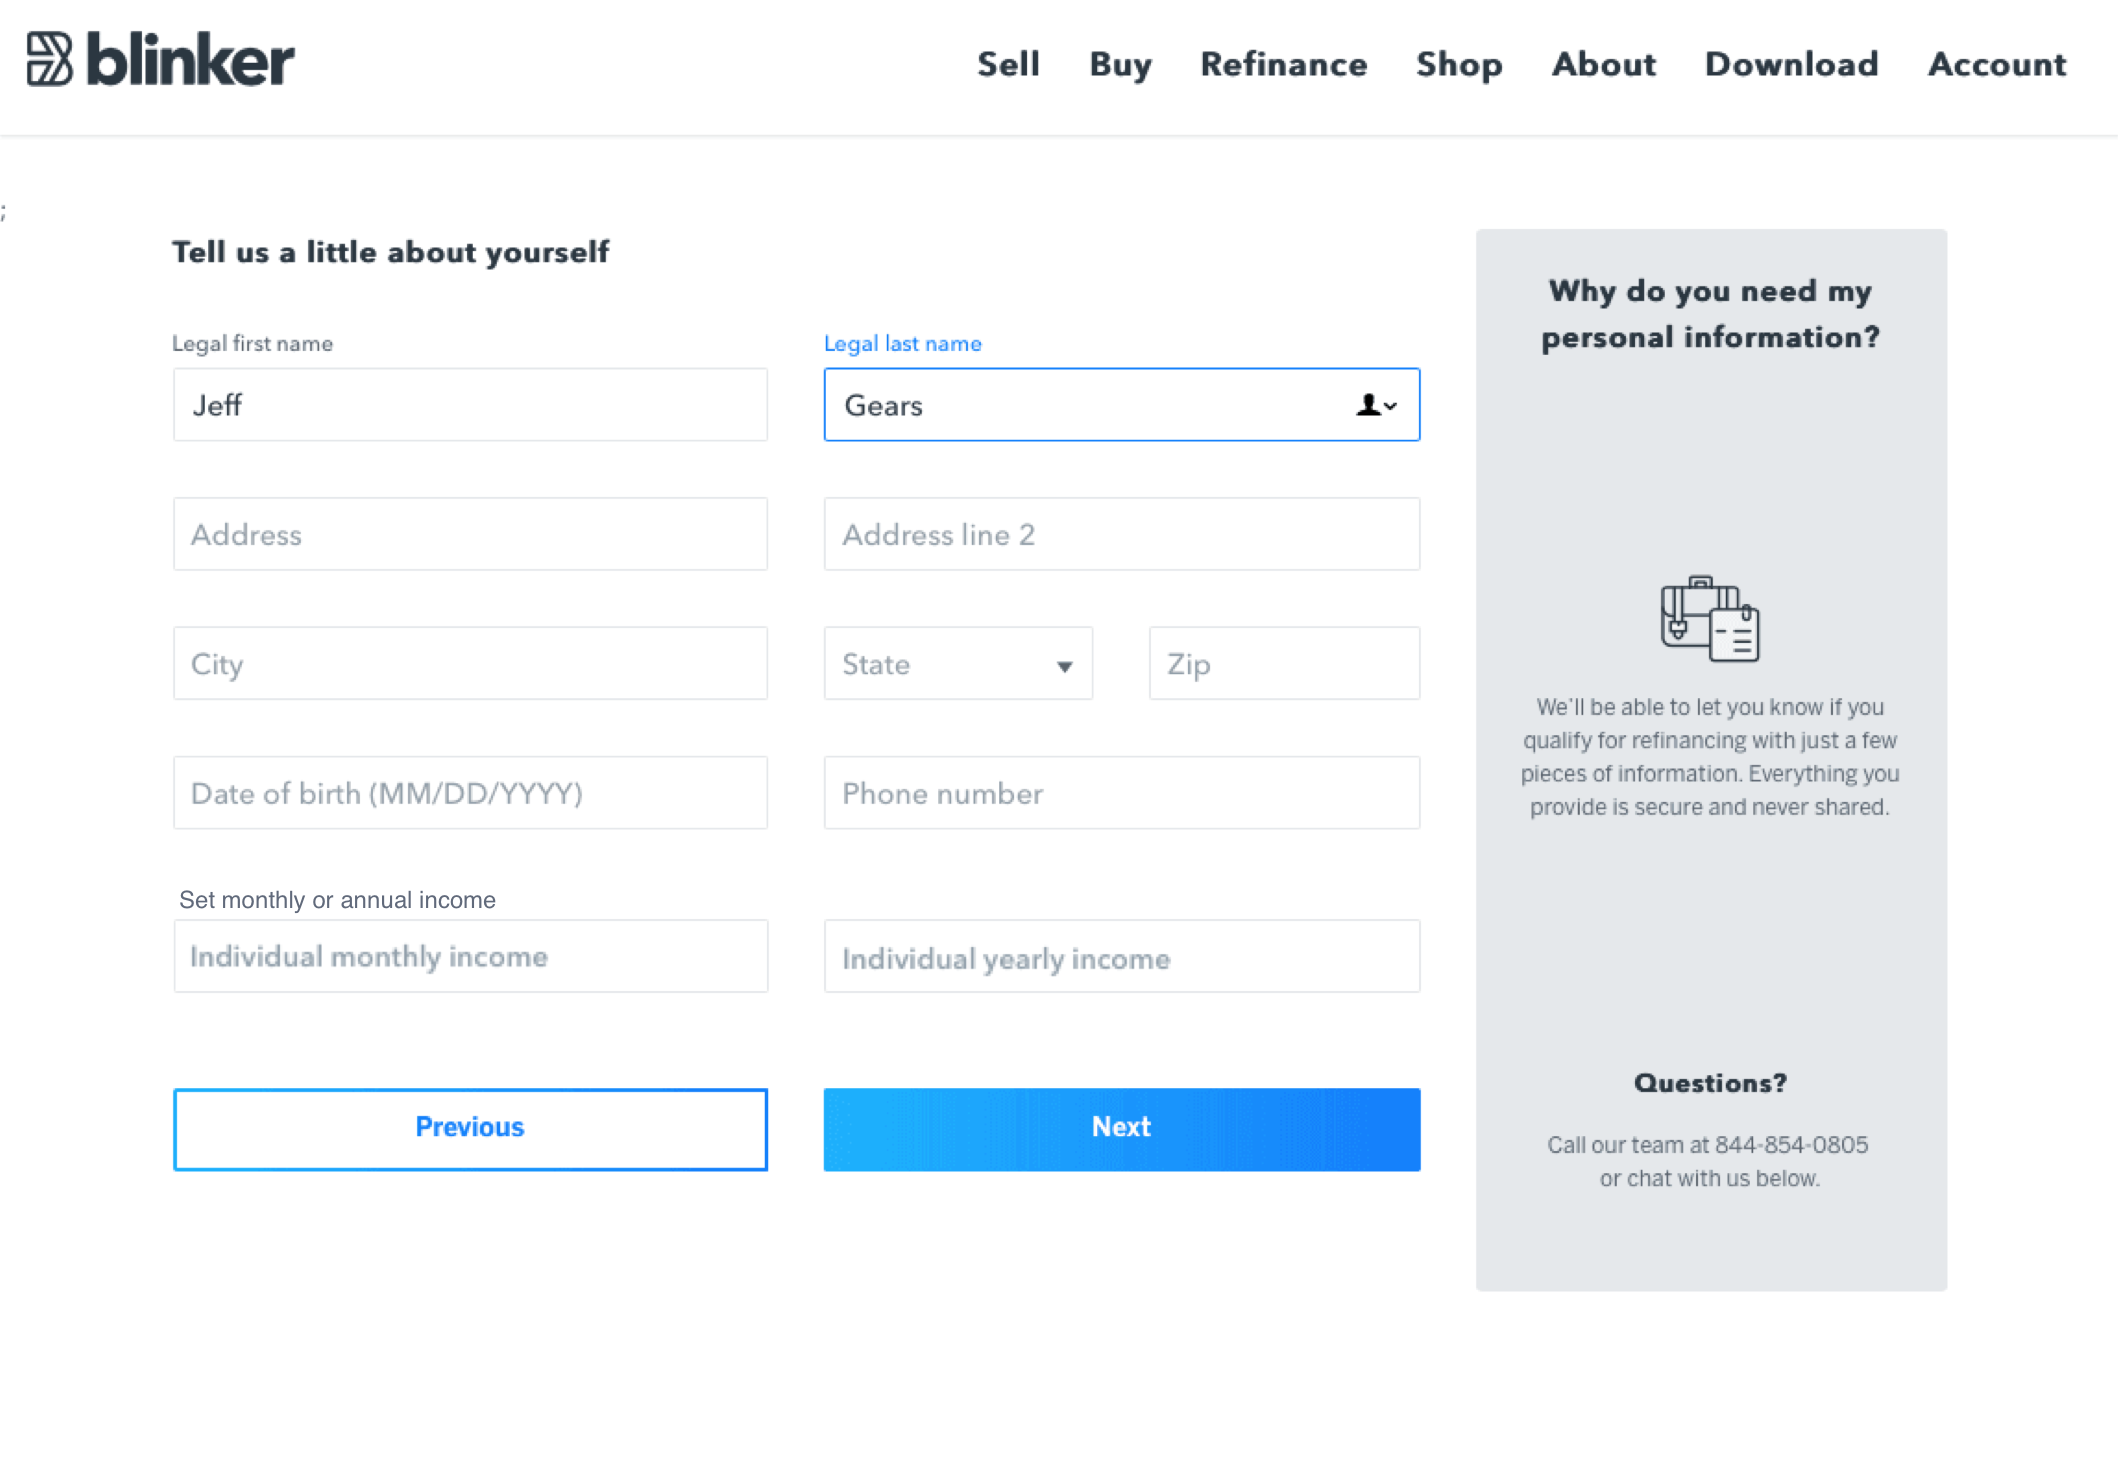 blinker
Sell Buy Refinance Shop About Download Account
;
Tell us a little about yourself
Legal first name
Legal last name
Jeff
Gears
Address
Address line 2
City
State
Zip
Date of birth (MM/DD/YYYY)
Phone number
Set monthly or annual income
Individual monthly income
Individual yearly income
Previous
Next
Why do you need my
personal information?
We'll be able to let you know if you
qualify for refinancing with just a few
pieces of information. Everything you
provide is secure and never shared.
Questions?
Call our team at 844-854-0805
or chat with us below.